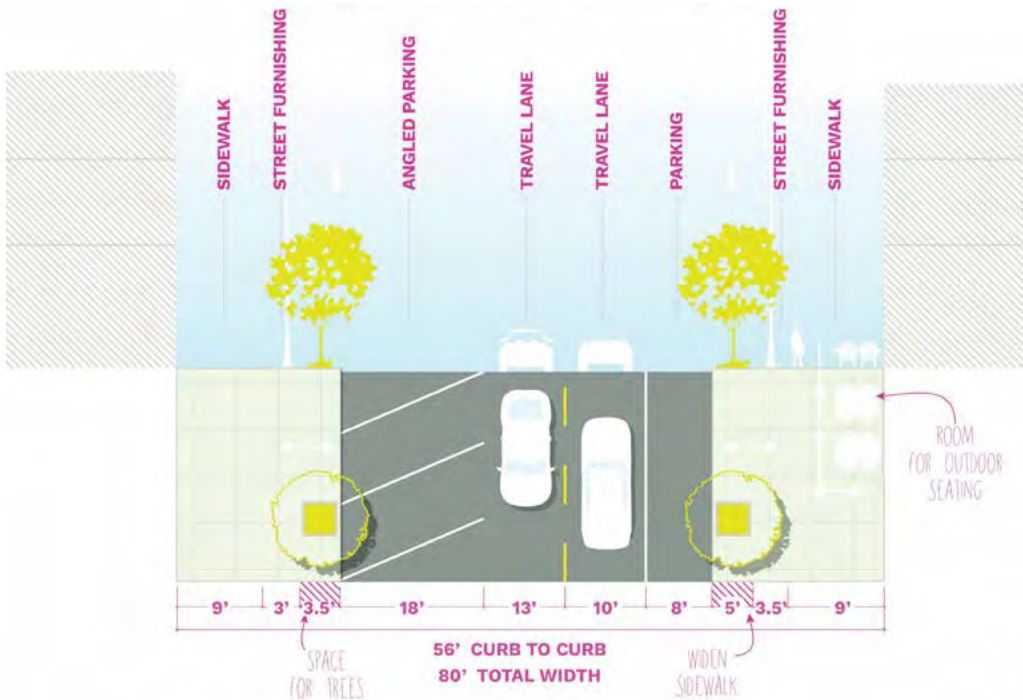 SIDEWALK
STREET FURNISHING
ANGLED PARKING
TRAVEL LANE
TRAVEL LANE
PARKING
STREET FURNISHING
SIDEWALK
ROOM
FOR OUTDOOR
SEATING
9' 3' 3.5' 18' 13' 10' 8' 5' 3.5' 9'
SPACE
FOR TREES
56' CURB TO CURB
80' TOTAL WIDTH
WIDEN
SIDEWALK